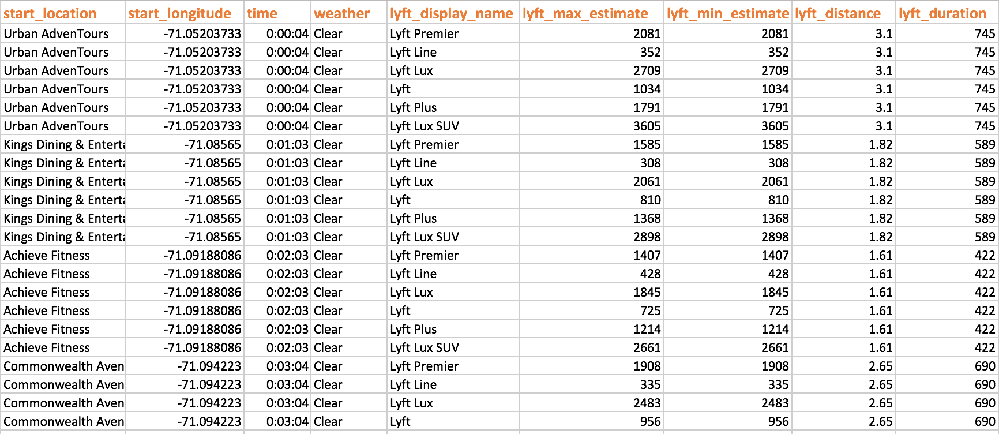 start_location start_longitude time weather lyft_display_name lyft_max_estimate lyft_min_estimate lyft_distance lyft_duration
Urban AdvenTours -71.05203733 0:00:04 Clear Lyft Premier 2081 2081 3.1 745
Urban AdvenTours -71.05203733 0:00:04 Clear Lyft Line 352 352 3.1 745
Urban AdvenTours -71.05203733 0:00:04 Clear Lyft Lux 2709 2709 3.1 745
Urban AdvenTours -71.05203733 0:00:04 Clear Lyft 1034 1034 3.1 745
Urban AdvenTours -71.05203733 0:00:04 Clear Lyft Plus 1791 1791 3.1 745
Urban AdvenTours -71.05203733 0:00:04 Clear Lyft Lux SUV 3605 3605 3.1 745
Kings Dining & Enterta -71.08565 0:01:03 Clear Lyft Premier 1585 1585 1.82 589
Kings Dining & Enterta -71.08565 0:01:03 Clear Lyft Line 308 308 1.82 589
Kings Dining & Enterta -71.08565 0:01:03 Clear Lyft Lux 2061 2061 1.82 589
Kings Dining & Enterta -71.08565 0:01:03 Clear Lyft 810 810 1.82 589
Kings Dining & Enterta -71.08565 0:01:03 Clear Lyft Plus 1368 1368 1.82 589
Kings Dining & Enterta -71.08565 0:01:03 Clear Lyft Lux SUV 2898 2898 1.82 589
Achieve Fitness -71.09188086 0:02:03 Clear Lyft Premier 1407 1407 1.61 422
Achieve Fitness -71.09188086 0:02:03 Clear Lyft Line 428 428 1.61 422
Achieve Fitness -71.09188086 0:02:03 Clear Lyft Lux 1845 1845 1.61 422
Achieve Fitness -71.09188086 0:02:03 Clear Lyft 725 725 1.61 422
Achieve Fitness -71.09188086 0:02:03 Clear Lyft Plus 1214 1214 1.61 422
Achieve Fitness -71.09188086 0:02:03 Clear Lyft Lux SUV 2661 2661 1.61 422
Commonwealth Aven -71.094223 0:03:04 Clear Lyft Premier 1908 1908 2.65 690
Commonwealth Aven -71.094223 0:03:04 Clear Lyft Line 335 335 2.65 690
Commonwealth Aven -71.094223 0:03:04 Clear Lyft Lux 2483 2483 2.65 690
Commonwealth Aven -71.094223 0:03:04 Clear Lyft 956 956 2.65 690